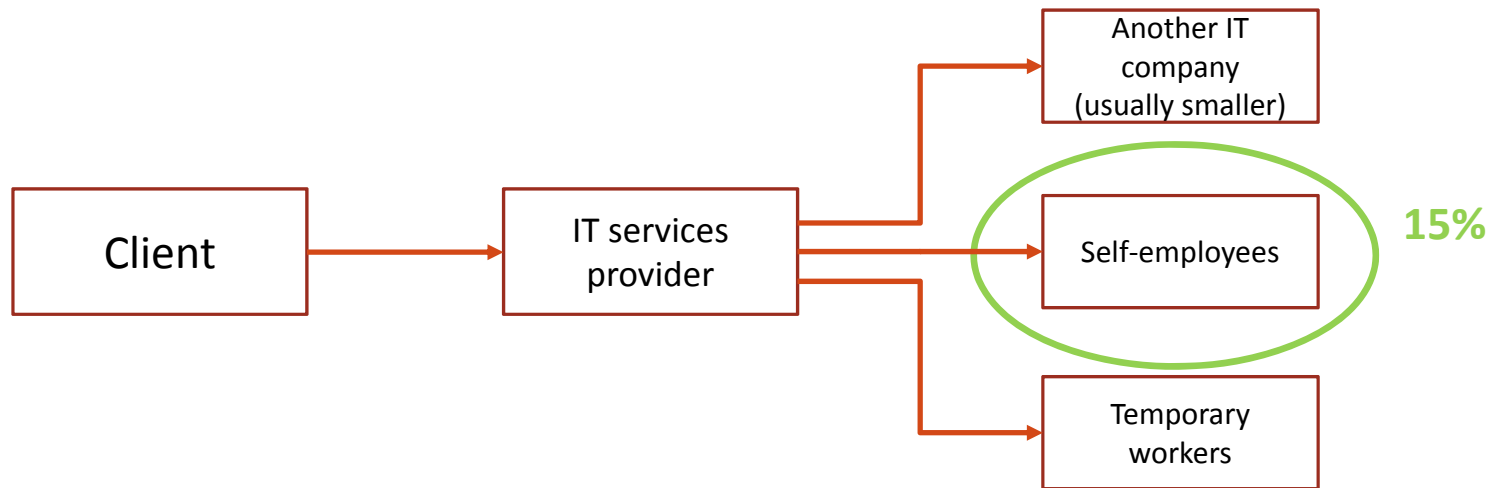 Client
IT services
provider
Another IT
company
(usually smaller)
Self-employees
15%
Temporary
workers